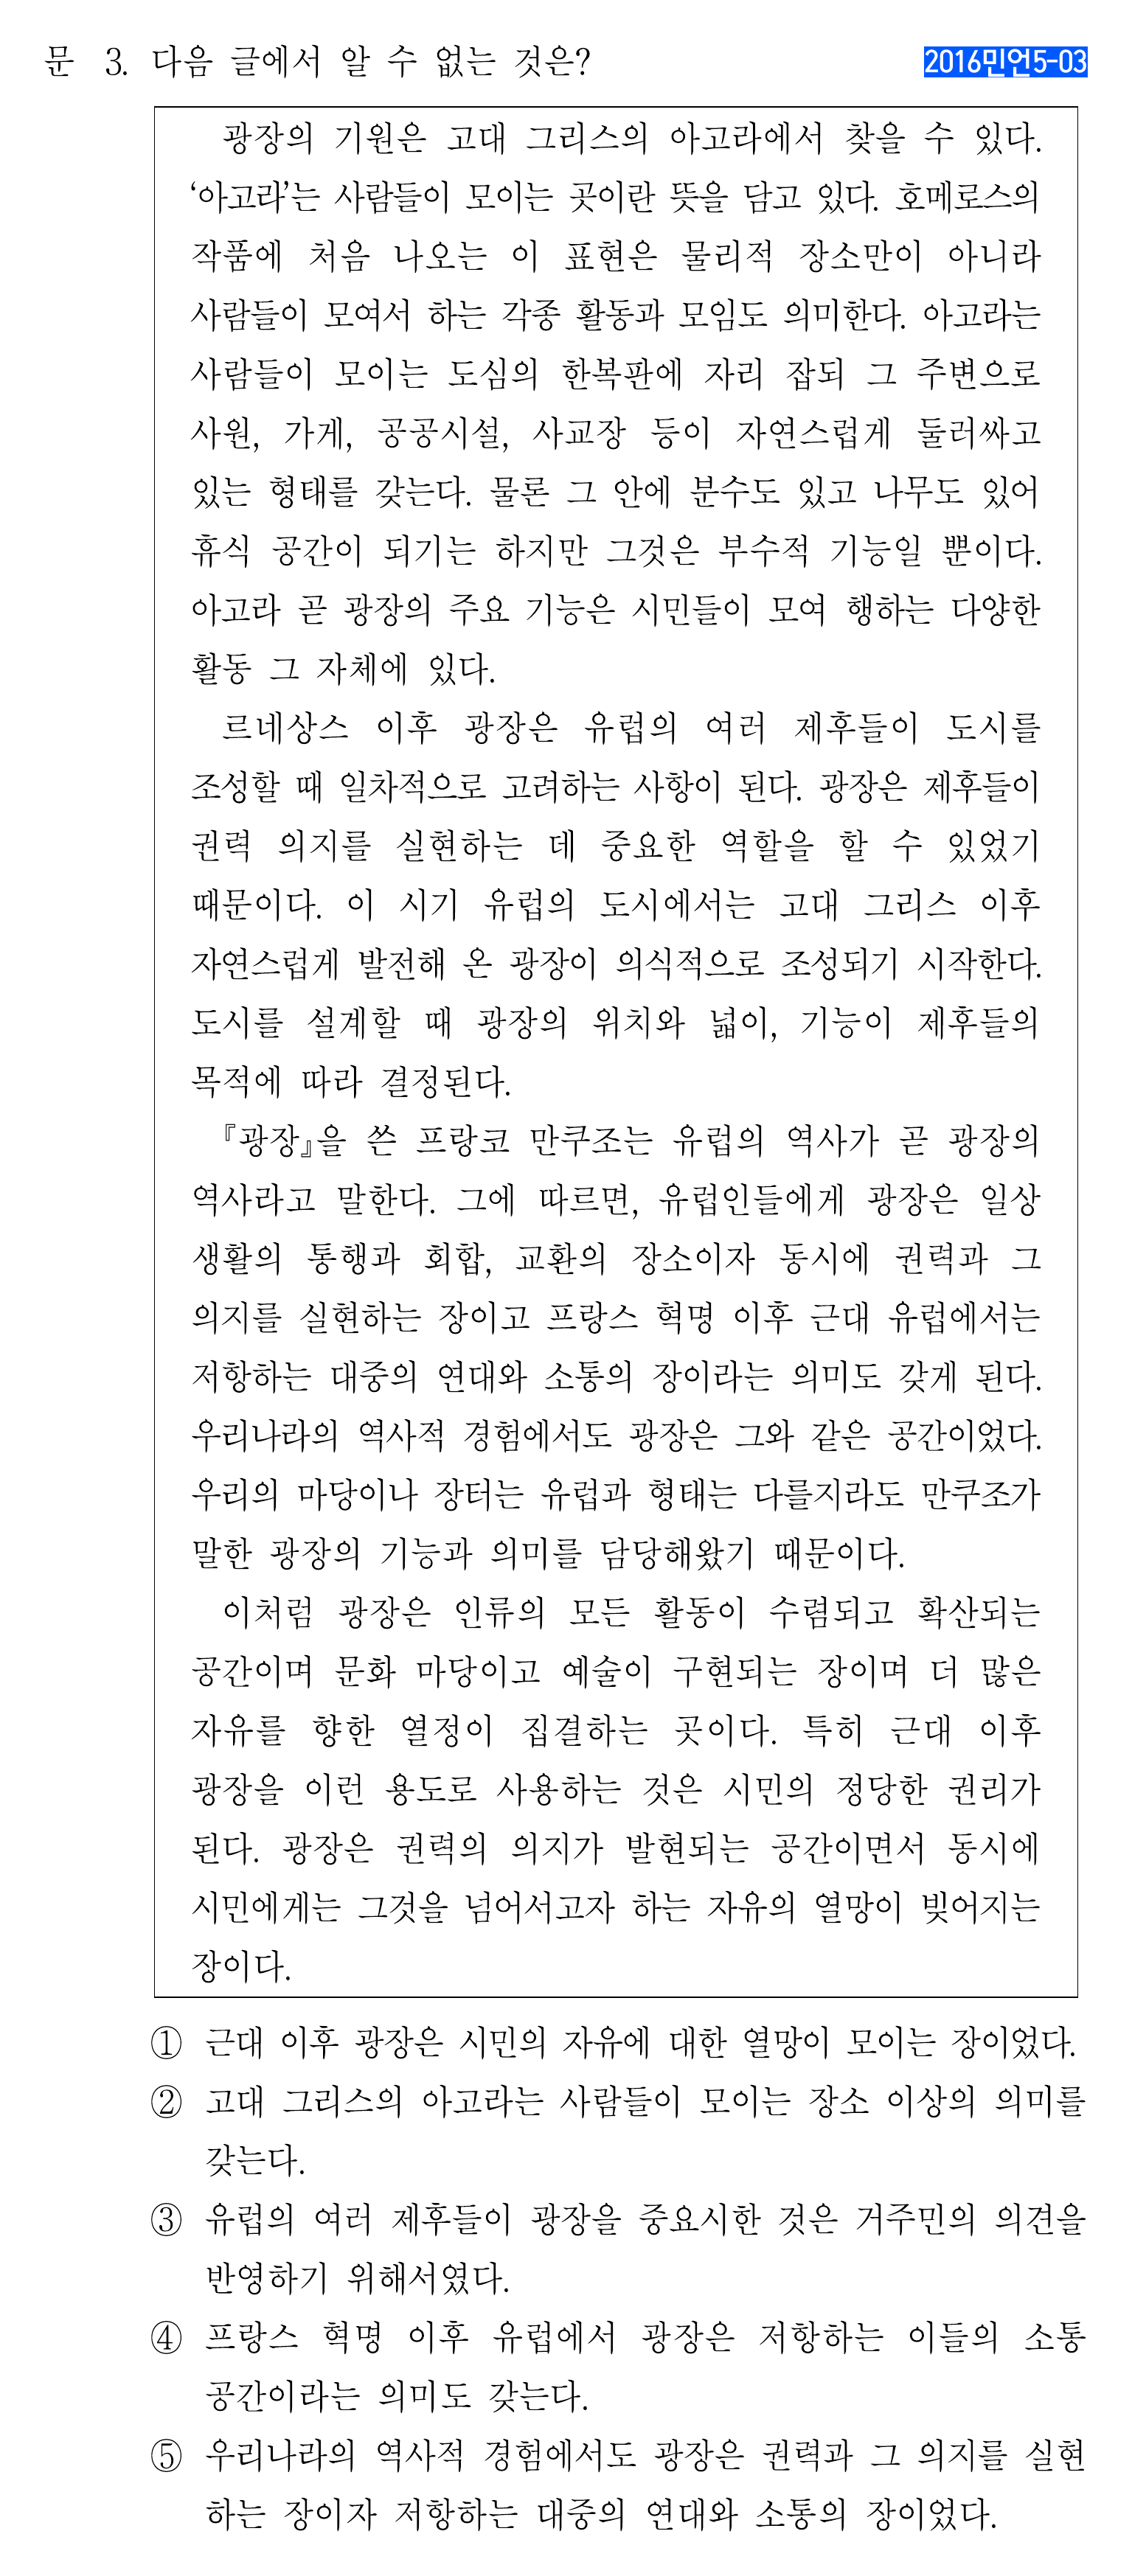 문 3. 다음 글에서 알 수 없는 것은?
2016민언5-03
광장의 기원은 고대 그리스의 아고라에서 찾을 수 있다.
‘아고라’는 사람들이 모이는 곳이란 뜻을 담고 있다. 호메로스의
작품에 처음 나오는 이 표현은 물리적 장소만이 아니라
사람들이 모여서 하는 각종 활동과 모임도 의미한다. 아고라는
사람들이 모이는 도심의 한복판에 자리 잡되 그 주변으로
사원, 가게, 공공시설, 사교장 등이 자연스럽게 둘러싸고
있는 형태를 갖는다. 물론 그 안에 분수도 있고 나무도 있어
휴식 공간이 되기는 하지만 그것은 부수적 기능일 뿐이다.
아고라 곧 광장의 주요 기능은 시민들이 모여 행하는 다양한
활동 그 자체에 있다.
르네상스 이후 광장은 유럽의 여러 제후들이 도시를
조성할 때 일차적으로 고려하는 사항이 된다. 광장은 제후들이
권력 의지를 실현하는 데 중요한 역할을 할 수 있었기
때문이다. 이 시기 유럽의 도시에서는 고대 그리스 이후
자연스럽게 발전해 온 광장이 의식적으로 조성되기 시작한다.
도시를 설계할 때 광장의 위치와 넓이, 기능이 제후들의
목적에 따라 결정된다.
『광장』을 쓴 프랑코 만쿠조는 유럽의 역사가 곧 광장의
역사라고 말한다. 그에 따르면, 유럽인들에게 광장은 일상
생활의 통행과 회합, 교환의 장소이자 동시에 권력과 그
의지를 실현하는 장이고 프랑스 혁명 이후 근대 유럽에서는
저항하는 대중의 연대와 소통의 장이라는 의미도 갖게 된다.
우리나라의 역사적 경험에서도 광장은 그와 같은 공간이었다.
우리의 마당이나 장터는 유럽과 형태는 다를지라도 만쿠조가
말한 광장의 기능과 의미를 담당해왔기 때문이다.
이처럼 광장은 인류의 모든 활동이 수렴되고 확산되는
공간이며 문화 마당이고 예술이 구현되는 장이며 더 많은
자유를 향한 열정이 집결하는 곳이다. 특히 근대 이후
광장을 이런 용도로 사용하는 것은 시민의 정당한 권리가
된다. 광장은 권력의 의지가 발현되는 공간이면서 동시에
시민에게는 그것을 넘어서고자 하는 자유의 열망이 빚어지는
장이다.
① 근대 이후 광장은 시민의 자유에 대한 열망이 모이는 장이었다.
② 고대 그리스의 아고라는 사람들이 모이는 장소 이상의 의미를
갖는다.
③ 유럽의 여러 제후들이 광장을 중요시한 것은 거주민의 의견을
반영하기 위해서였다.
④ 프랑스 혁명 이후 유럽에서 광장은 저항하는 이들의 소통
공간이라는 의미도 갖는다.
⑤ 우리나라의 역사적 경험에서도 광장은 권력과 그 의지를 실현
하는 장이자 저항하는 대중의 연대와 소통의 장이었다.